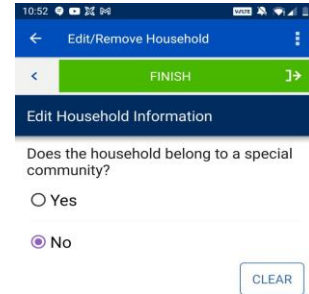 10:52
Edit/Remove Household
FINISH
Edit Household Information
Does the household belong to a special
community?
Yes
No
CLEAR